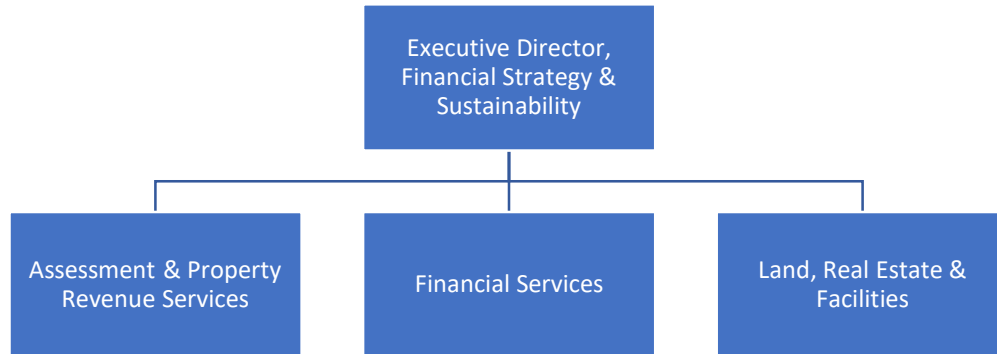 Executive Director,
Financial Strategy &
Sustainability
Assessment & Property
Revenue Services
Financial Services
Land, Real Estate &
Facilities